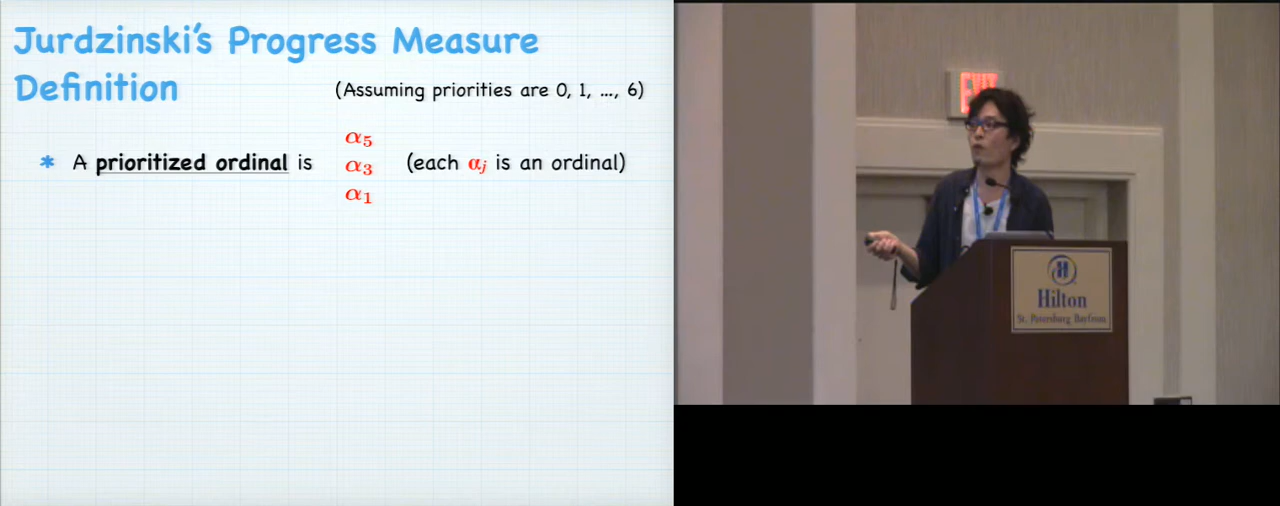 Jurdzinski's Progress Measure
Definition
(Assuming priorities are 0, 1, ..., 6)
* A prioritized ordinal is α₅ α₃ α₁ (each αⱼ is an ordinal)
EXIT
Hilton
St. Petersburg Bayfront